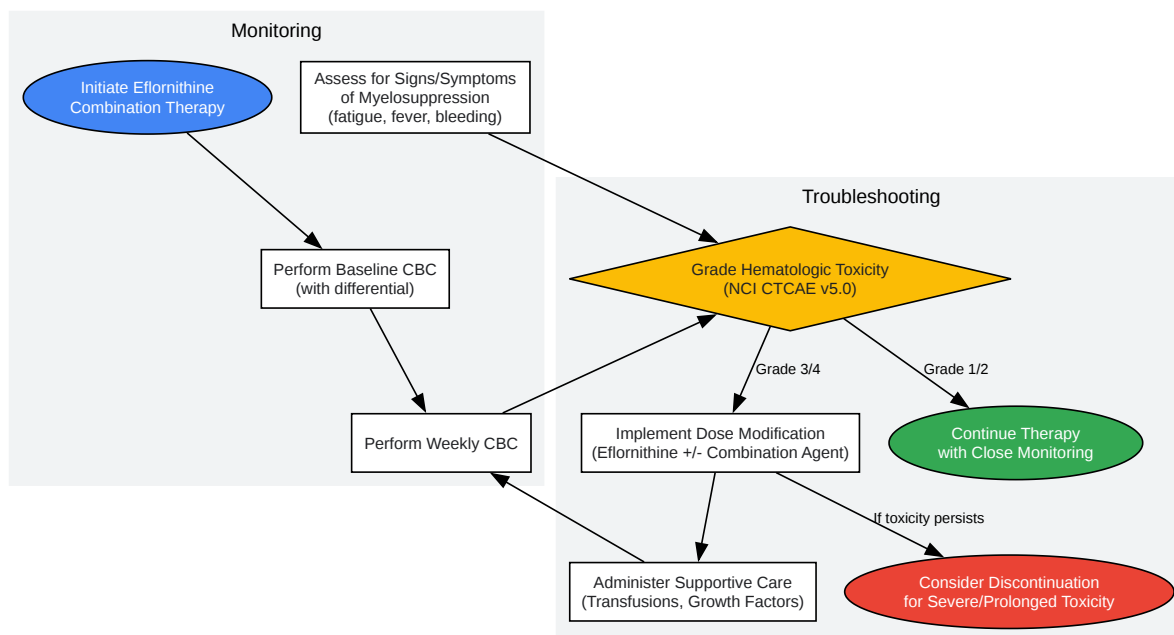 Monitoring
Initiate Eflornithine
Combination Therapy
Assess for Signs/Symptoms
of Myelosuppression
(fatigue, fever, bleeding)
Perform Baseline CBC
(with differential)
Perform Weekly CBC
Troubleshooting
Grade Hematologic Toxicity
(NCI CTCAE v5.0)
Grade 3/4
Grade 1/2
Implement Dose Modification
(Eflornithine +/- Combination Agent)
Continue Therapy
with Close Monitoring
If toxicity persists
Administer Supportive Care
(Transfusions, Growth Factors)
Consider Discontinuation
for Severe/Prolonged Toxicity